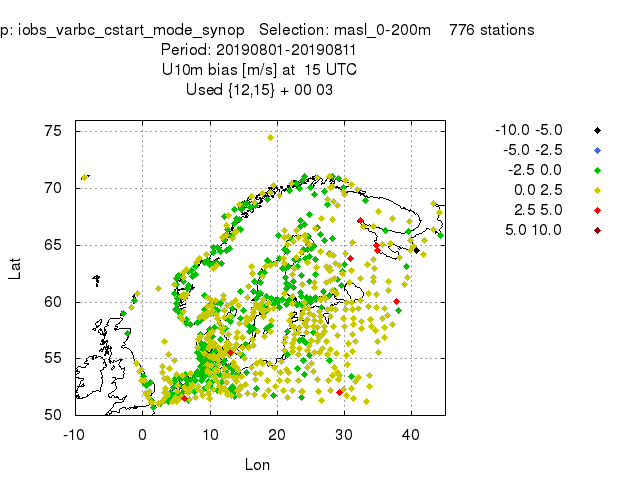 p: iobs_varbc_cstart_mode_synop Selection: masl_0-200m 776 stations
Period: 20190801-20190811
U10m bias [m/s] at 15 UTC
Used {12,15} + 00 03
-10.0 -5.0
-5.0 -2.5
-2.5 0.0
0.0 2.5
2.5 5.0
5.0 10.0
75
70
65
60
55
50
Lat
-10 0 10 20 30 40
Lon